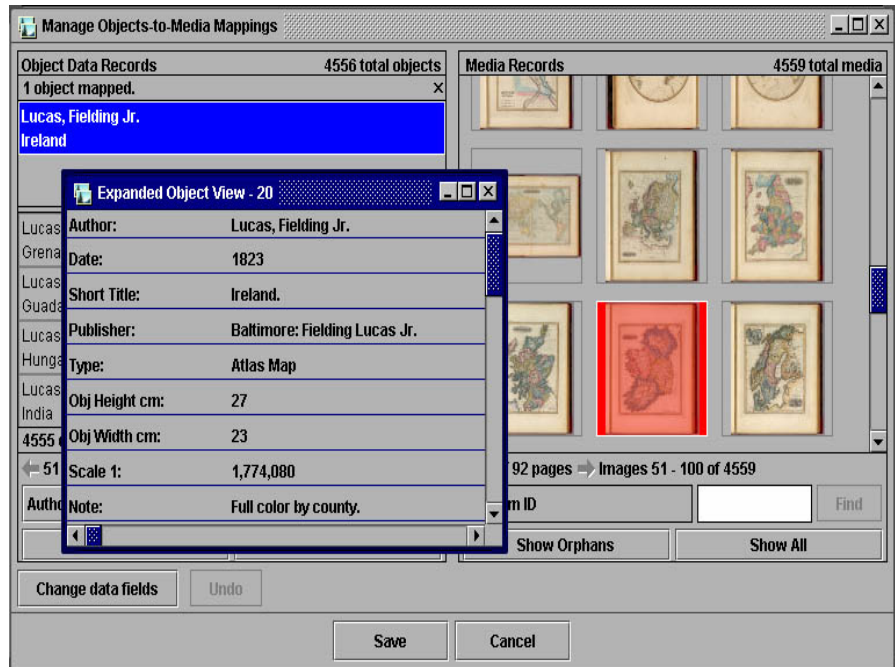 Manage Objects-to-Media Mappings
Object Data Records 4556 total objects
1 object mapped. X
Lucas, Fielding Jr.
Ireland
Lucas
Grena
Lucas
Guada
Lucas
Hunga
Lucas
India
4555
51
Autho
Expanded Object View - 20
Author: Lucas, Fielding Jr.
Date: 1823
Short Title: Ireland.
Publisher: Baltimore: Fielding Lucas Jr.
Type: Atlas Map
Obj Height cm: 27
Obj Width cm: 23
Scale 1: 1,774,080
Note: Full color by county.
Media Records 4559 total media
92 pages Images 51 - 100 of 4559
ID Find
Show Orphans Show All
Change data fields Undo
Save Cancel